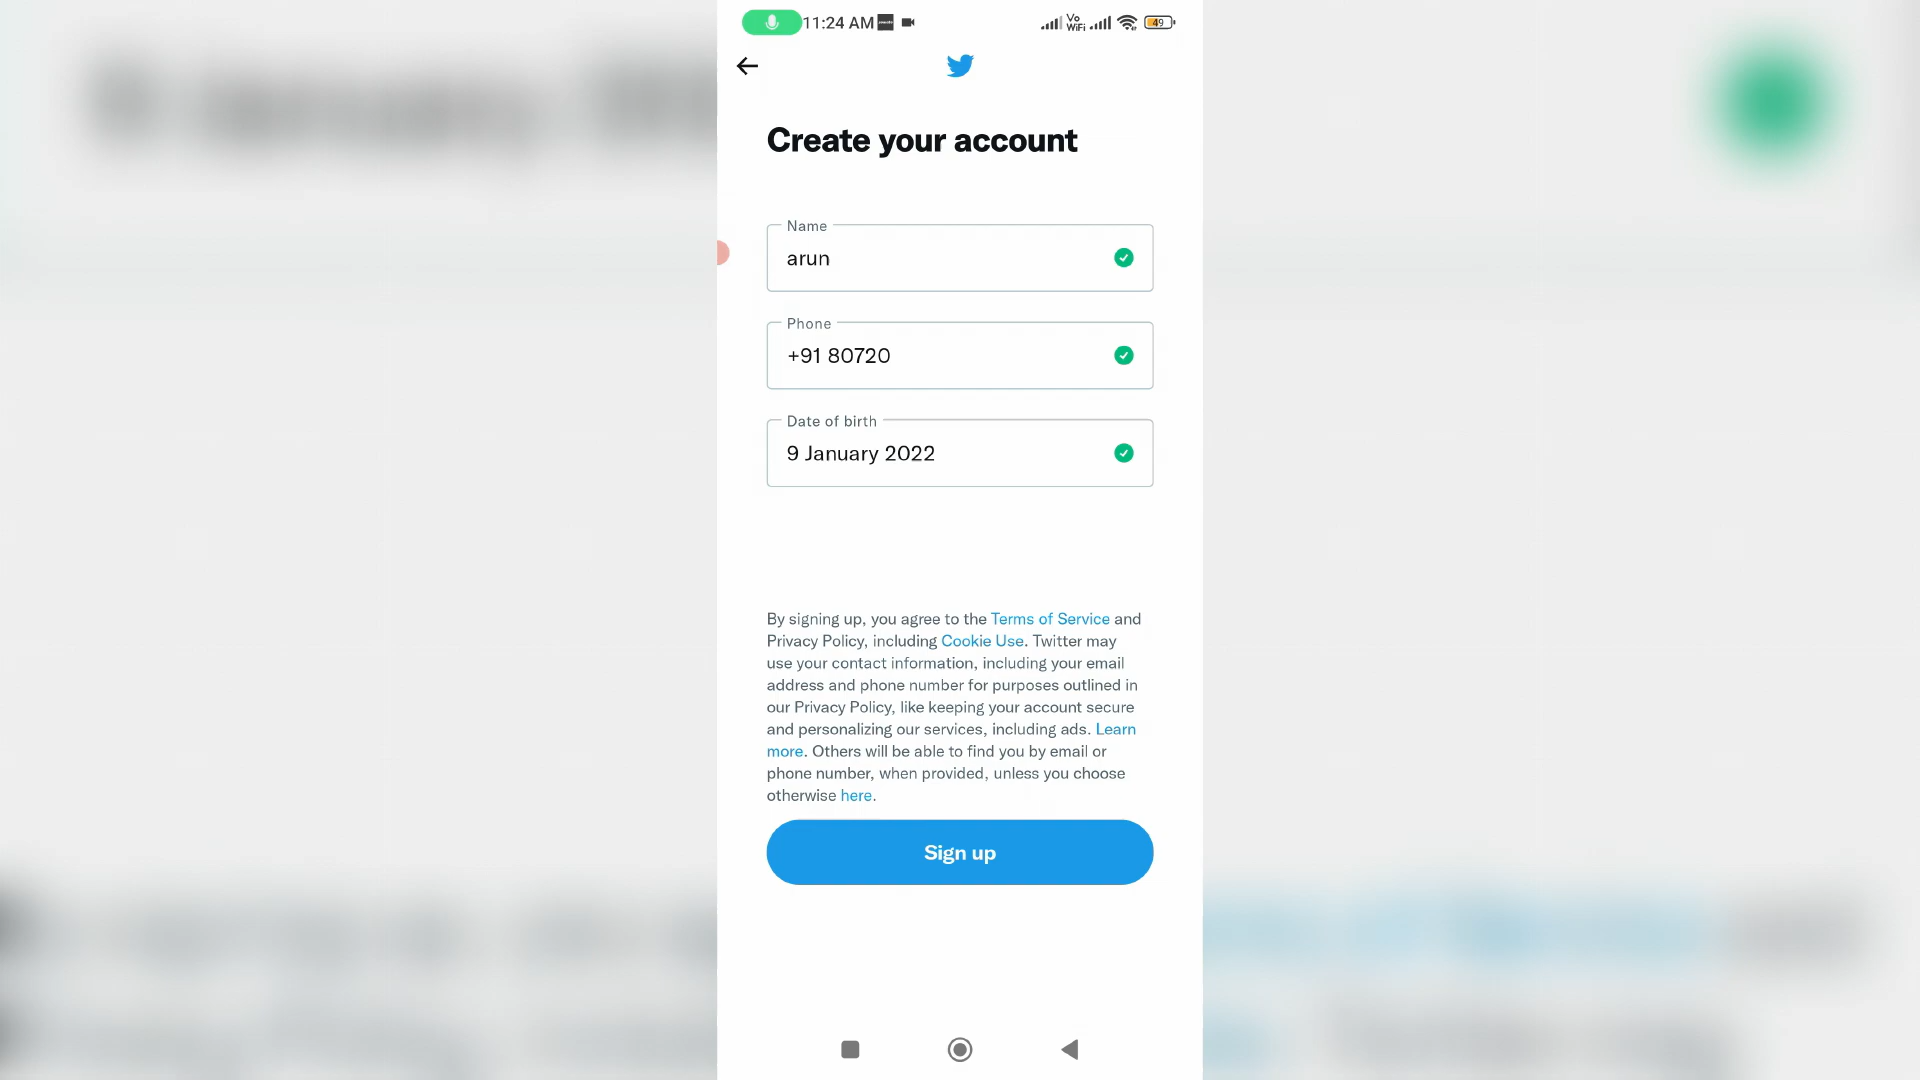 11:24 AM
Vo
WiFi
49
Create your account
Name
arun
Phone
+91 80720
Date of birth
9 January 2022
By signing up, you agree to the Terms of Service and
Privacy Policy, including Cookie Use. Twitter may
use your contact information, including your email
address and phone number for purposes outlined in
our Privacy Policy, like keeping your account secure
and personalizing our services, including ads. Learn
more. Others will be able to find you by email or
phone number, when provided, unless you choose
otherwise here.
Sign up